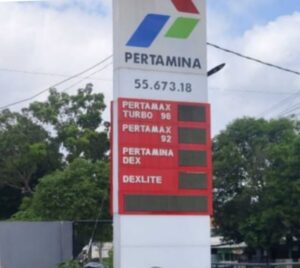 PERTAMINA
55.673.18
PERTAMAX
TURBO 98
PERTAMAX
92
PERTAMINA
DEX
DEXLITE